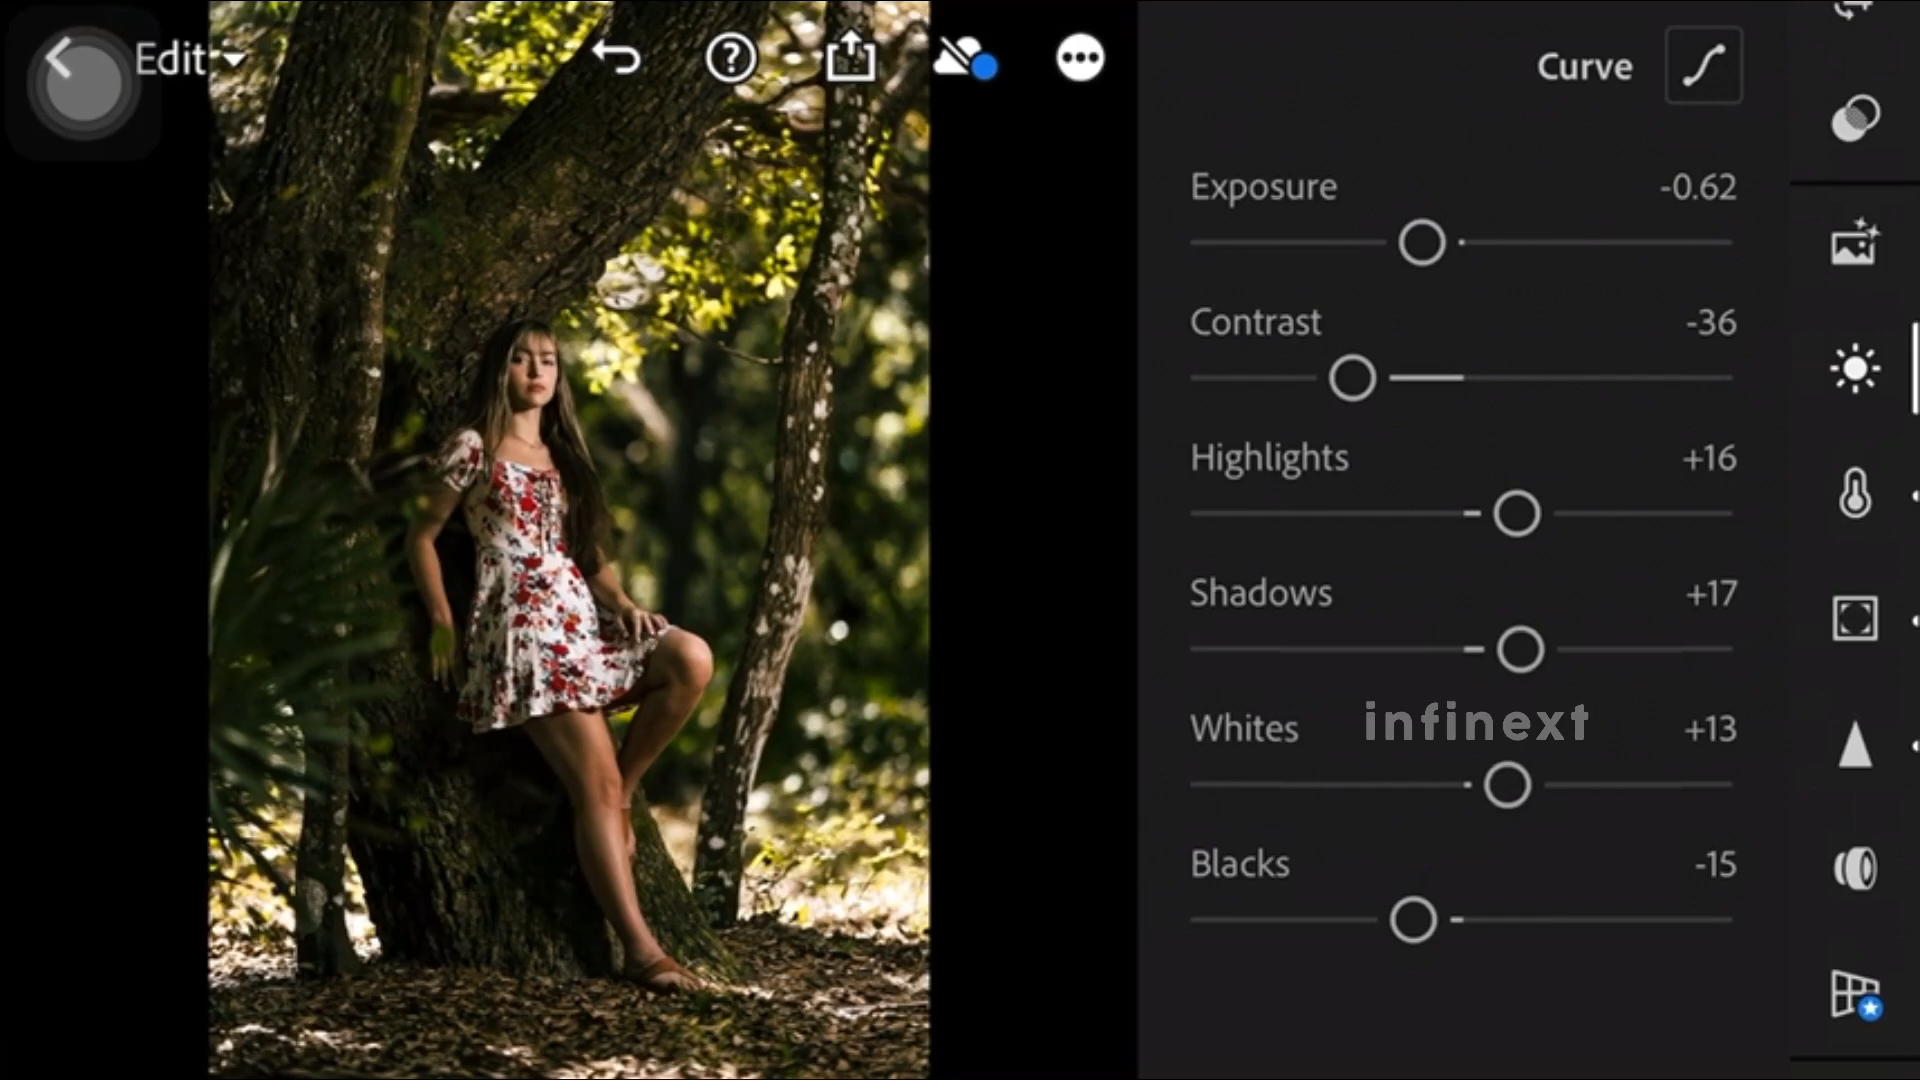 Edit
Curve
Exposure -0.62
Contrast -36
Highlights +16
Shadows +17
Whites +13
infinext
Blacks -15